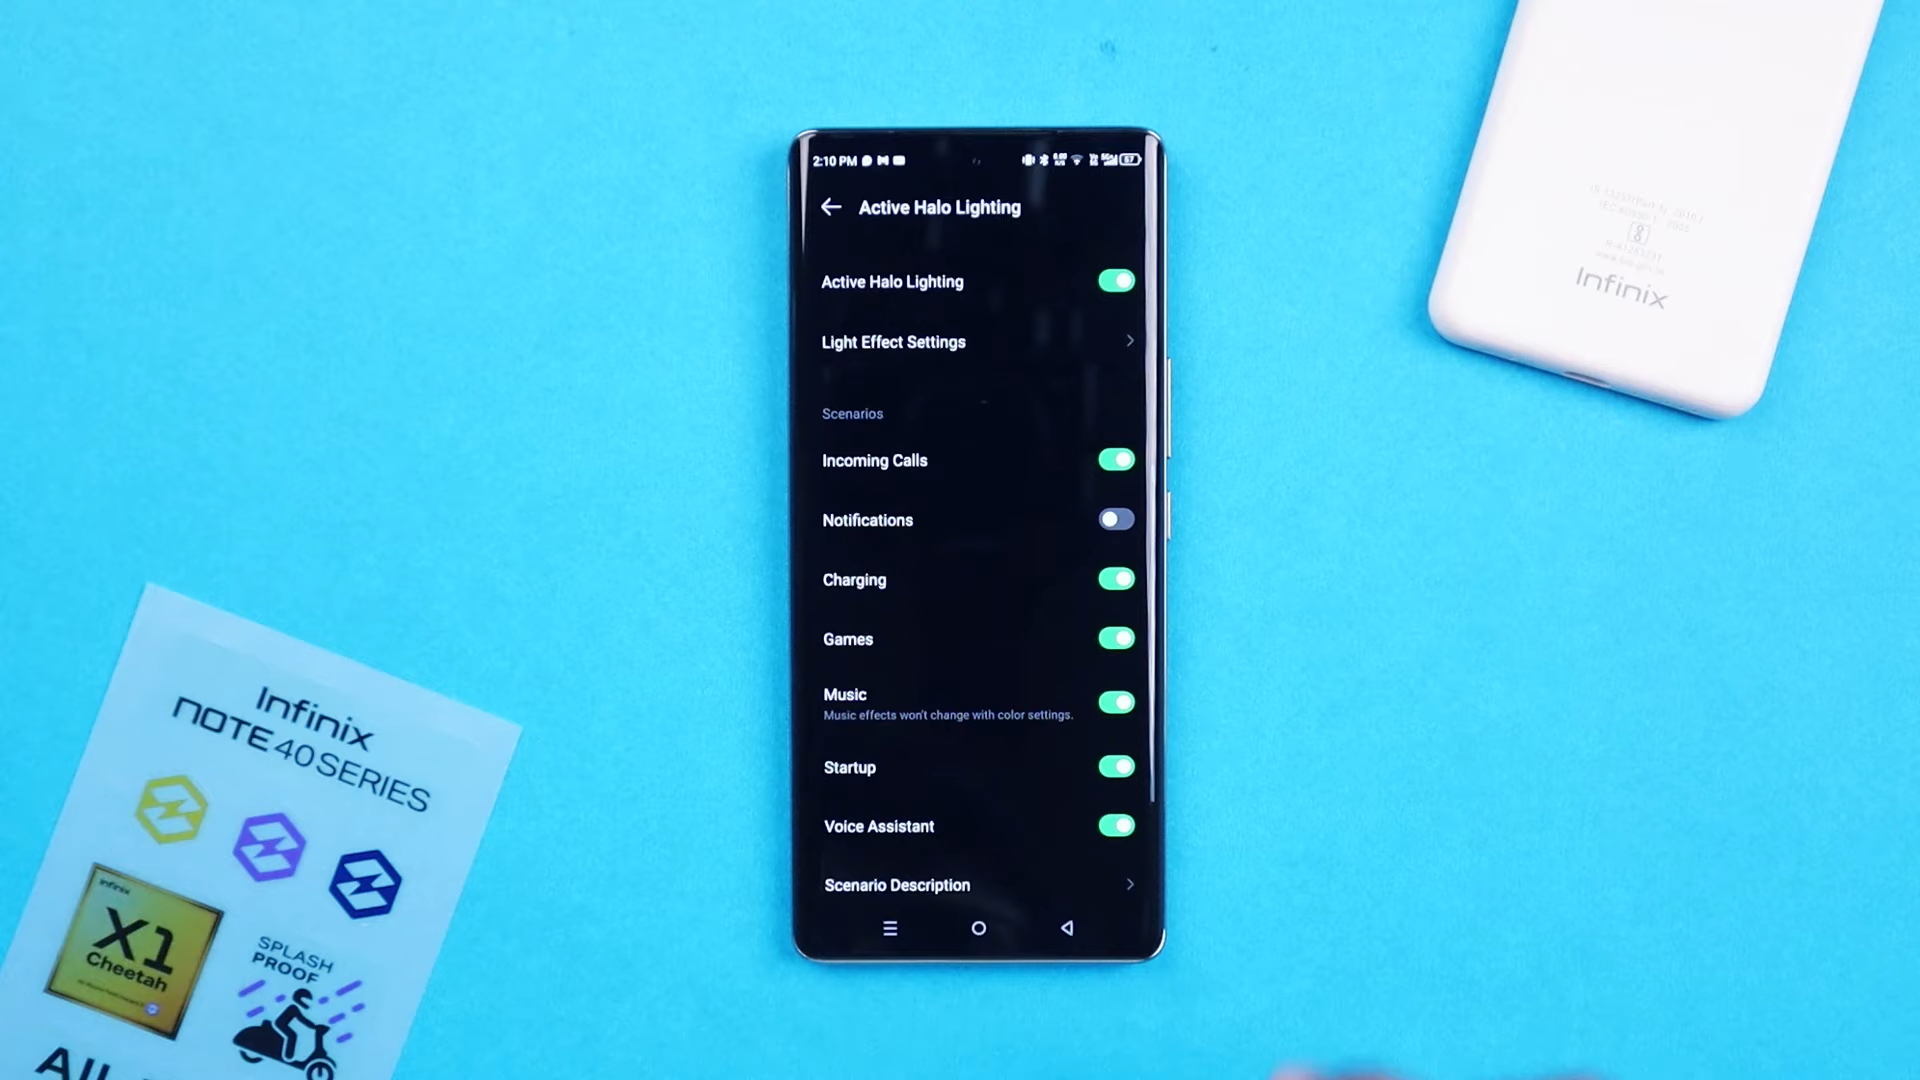 2:10 PM
57
Active Halo Lighting
Active Halo Lighting
Light Effect Settings
Scenarios
Incoming Calls
Notifications
Charging
Games
Music
Music effects won't change with color settings.
Startup
Voice Assistant
Scenario Description
Infinix
Infinix
NOTE 40 SERIES
Infinix
X1
Cheetah
SPLASH
PROOF